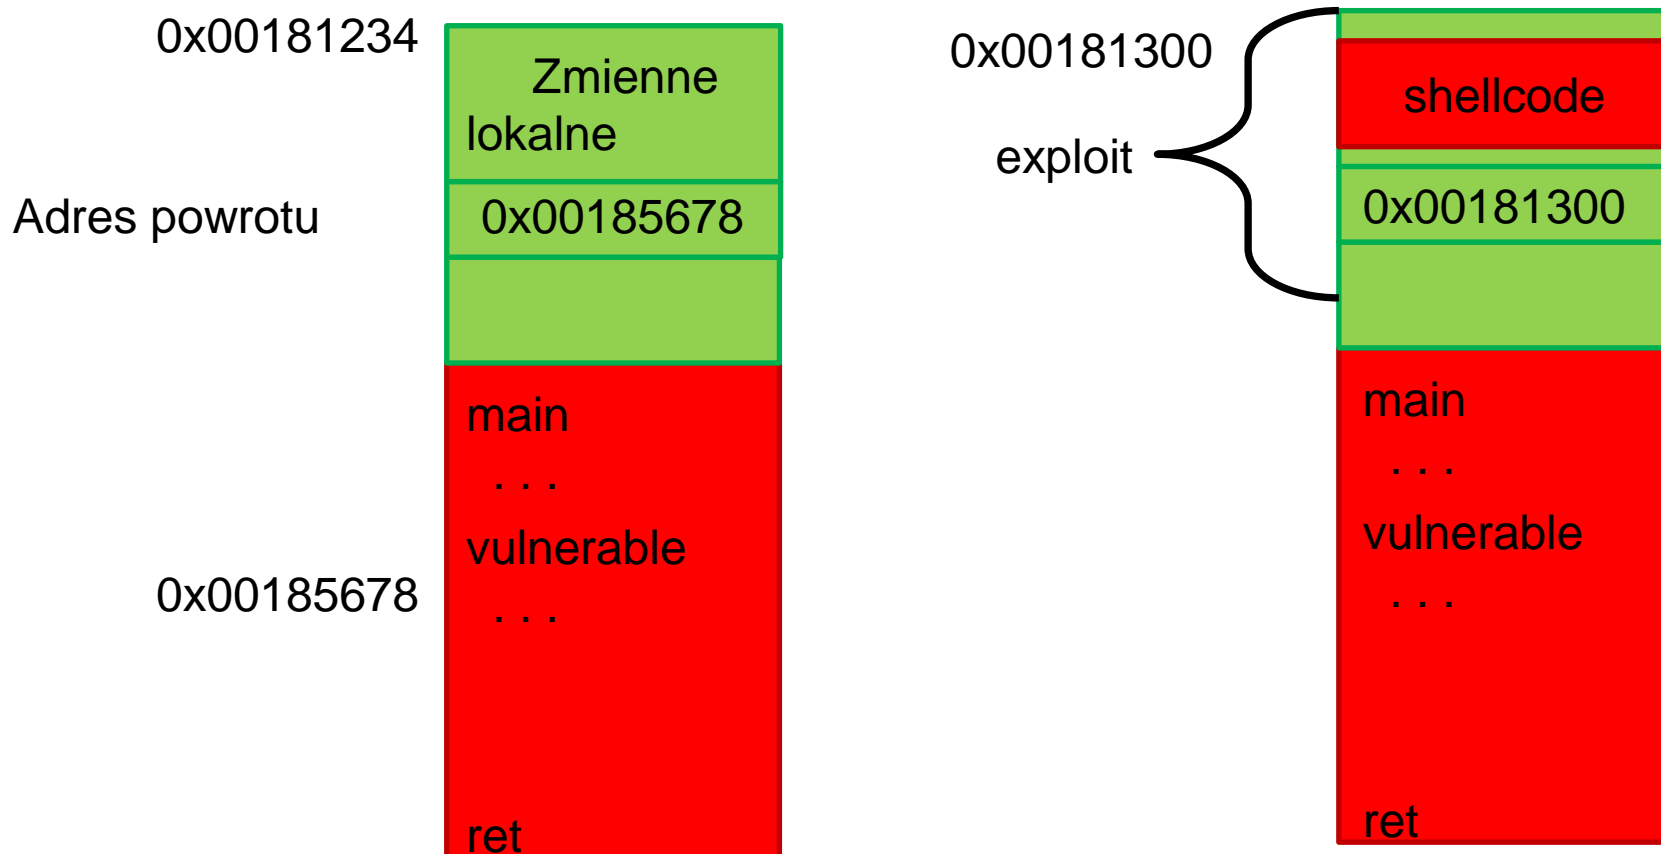 0x00181234
Zmienne
lokalne
Adres powrotu
0x00185678
main
. . .
vulnerable
0x00185678
. . .
ret
0x00181300
shellcode
exploit
0x00181300
main
. . .
vulnerable
. . .
ret